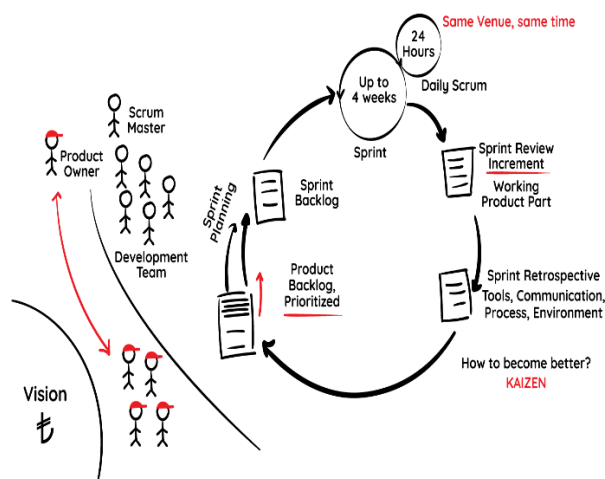 Same Venue, same time
24
Hours
Up to
4 weeks
Daily Scrum
Sprint
Scrum
Master
Product
Owner
Development
Team
Sprint
Planning
Sprint
Backlog
Sprint Review
Increment
Working
Product Part
Product
Backlog,
Prioritized
Sprint Retrospective
Tools, Communication,
Process, Environment
How to become better?
KAIZEN
Vision
₺